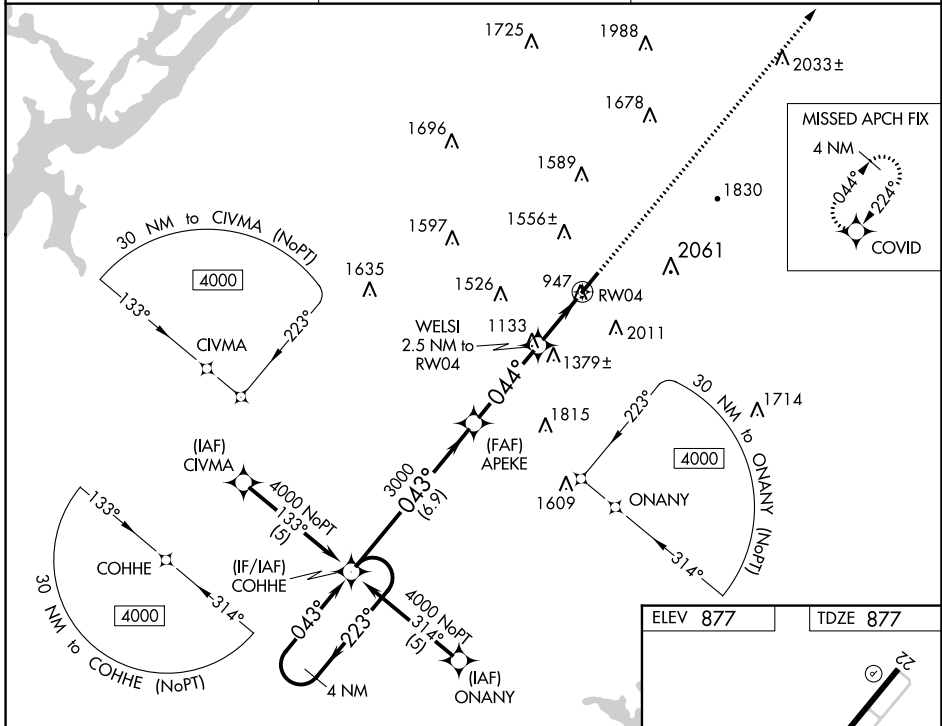 1725
1988
2033±
1678
MISSED APCH FIX
4 NM
044°
224°
COVID
1696
1589
1830
30 NM to CIVMA (NoPT)
4000
133°
223°
CIVMA
1597
1556±
2061
1635
1526
947
RW04
WELSI
2.5 NM to
RW04
1133
2011
1379±
044°
1815
(FAF)
APEKE
30 NM to ONANY (NoPT)
223°
4000
1714
1609
ONANY
314°
(IAF)
CIVMA
4000 NoPT
133°
(5)
3000
043°
(6.9)
133°
COHHE
314°
4000
30 NM to COHHE (NoPT)
(IF/IAF)
COHHE
043°
223°
4 NM
4000 NoPT
314°
(5)
(IAF)
ONANY
ELEV 877
TDZE 877
22
P